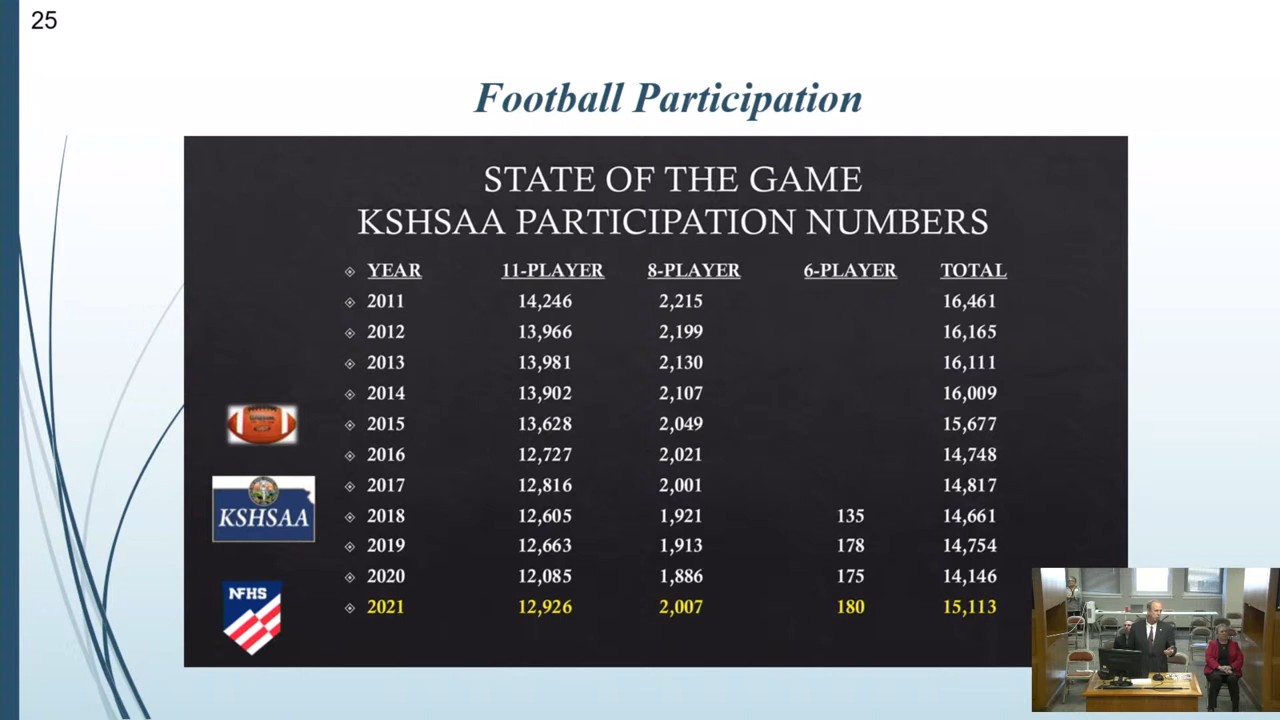 25
Football Participation
STATE OF THE GAME
KSHSAA PARTICIPATION NUMBERS
YEAR 11-PLAYER 8-PLAYER 6-PLAYER TOTAL
2011 14,246 2,215 16,461
2012 13,966 2,199 16,165
2013 13,981 2,130 16,111
2014 13,902 2,107 16,009
2015 13,628 2,049 15,677
2016 12,727 2,021 14,748
2017 12,816 2,001 14,817
2018 12,605 1,921 135 14,661
2019 12,663 1,913 178 14,754
2020 12,085 1,886 175 14,146
2021 12,926 2,007 180 15,113
KSHSAA
NFHS